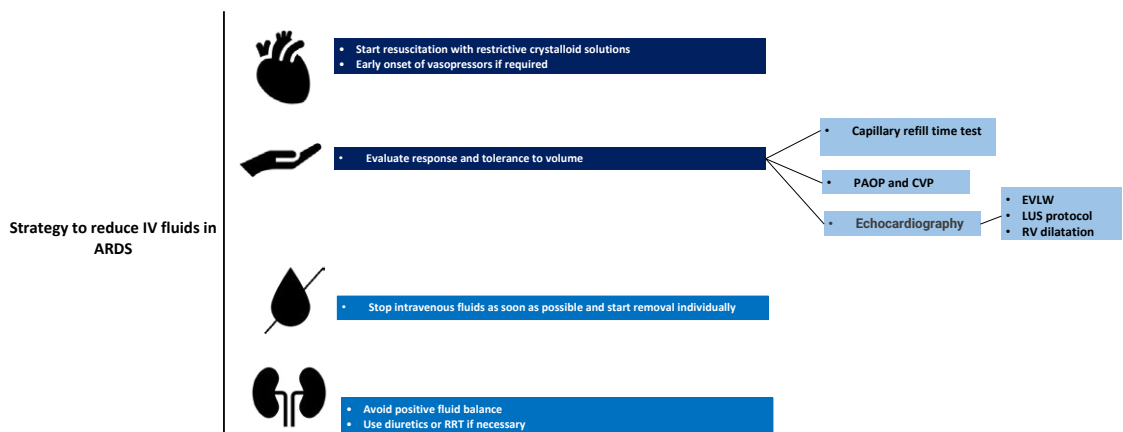 Strategy to reduce IV fluids in
ARDS
• Start resuscitation with restrictive crystalloid solutions
• Early onset of vasopressors if required
• Evaluate response and tolerance to volume
• Capillary refill time test
• PAOP and CVP
• Echocardiography
• EVLW
• LUS protocol
• RV dilatation
• Stop intravenous fluids as soon as possible and start removal individually
• Avoid positive fluid balance
• Use diuretics or RRT if necessary